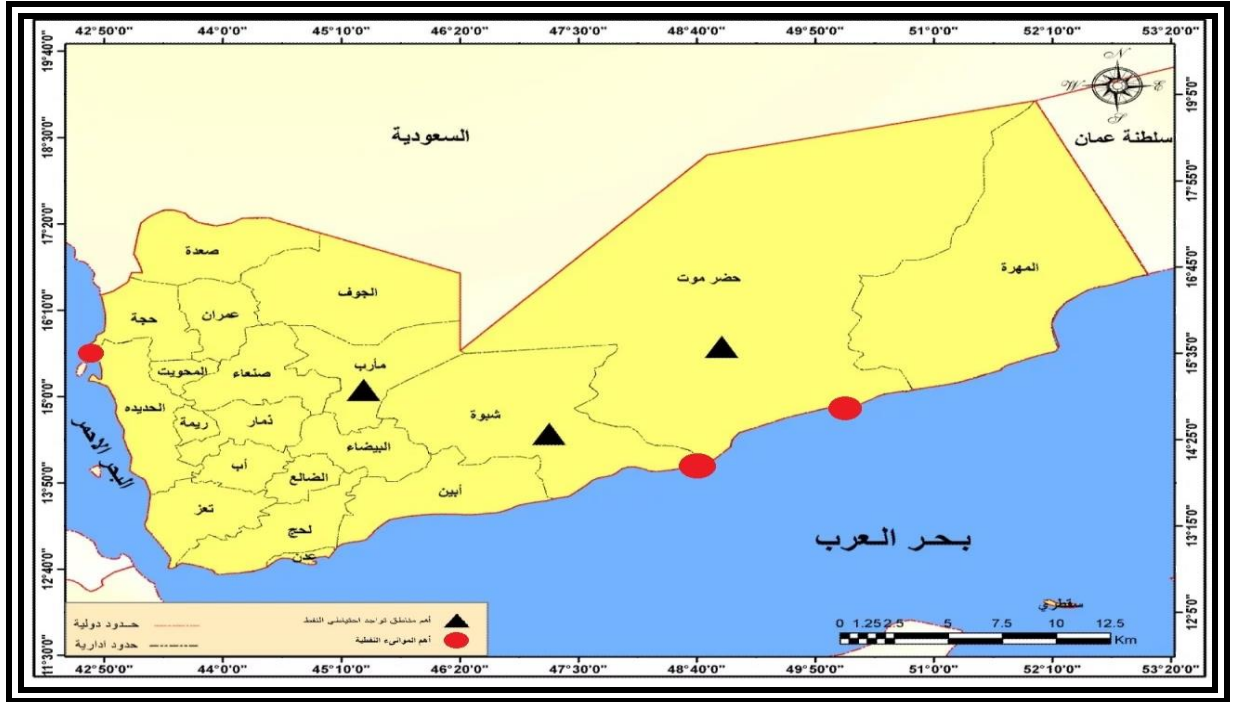 42°50'0" 44°0'0" 45°10'0" 46°20'0" 47°30'0" 48°40'0" 49°50'0" 51°0'0" 52°10'0" 53°20'0"
19°40'0"
18°30'0"
17°20'0"
16°10'0"
15°0'0"
13°50'0"
12°40'0"
11°30'0"
19°5'0"
17°55'0"
16°45'0"
15°35'0"
14°25'0"
13°15'0"
12°5'0"
N
W E
S
السعودية
سلطنة عمان
صعدة
الجوف
حضر موت
المهرة
حجة
عمران
مأرب
المحويت
صنعاء
الحديده
ريمة
ذمار
شبوة
البيضاء
أب
الضالع
أبين
تعز
لحج
عدن
البحر الاحمر
بحر العرب
سقطري
اهم مناطق تواجد احتياطي النفط
أهم الموانىء النفطية
حدود دولية
حدود ادارية
0 1.25 2.5 5 7.5 10 12.5
Km
42°50'0" 44°0'0" 45°10'0" 46°20'0" 47°30'0" 48°40'0" 49°50'0" 51°0'0" 52°10'0" 53°20'0"